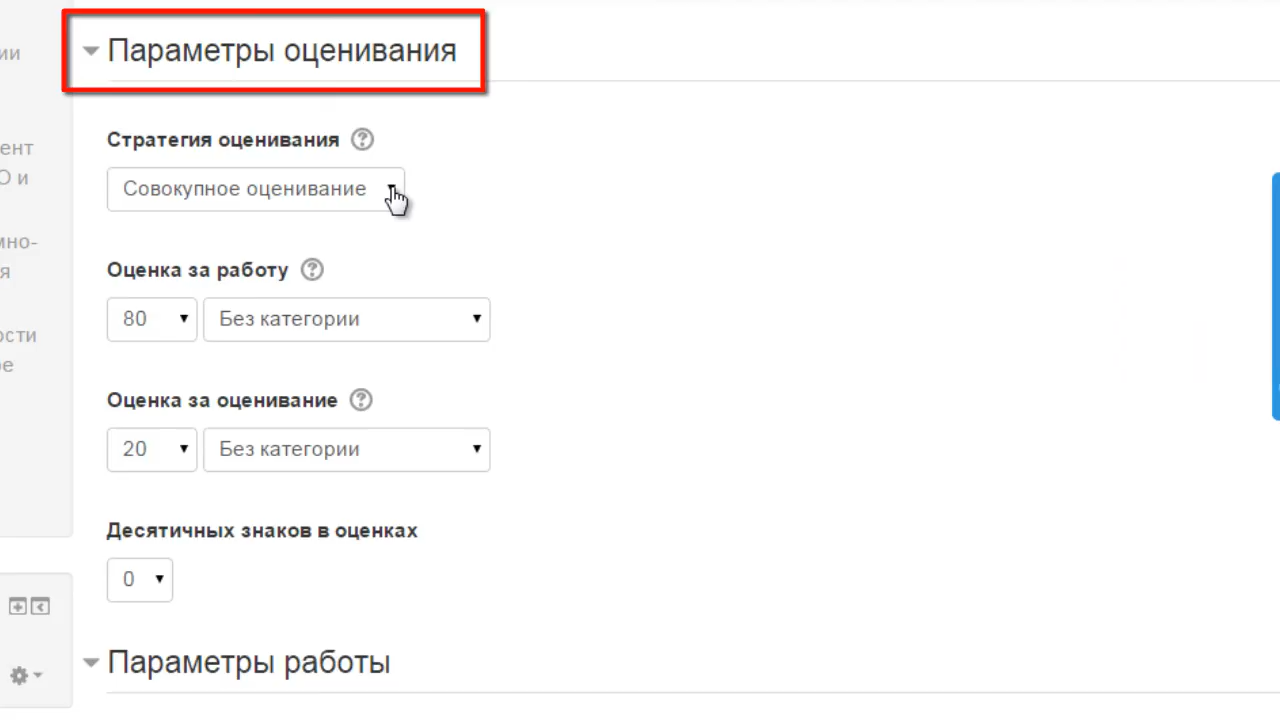 Параметры оценивания
Стратегия оценивания
Совокупное оценивание
Оценка за работу
80 Без категории
Оценка за оценивание
20 Без категории
Десятичных знаков в оценках
0
Параметры работы